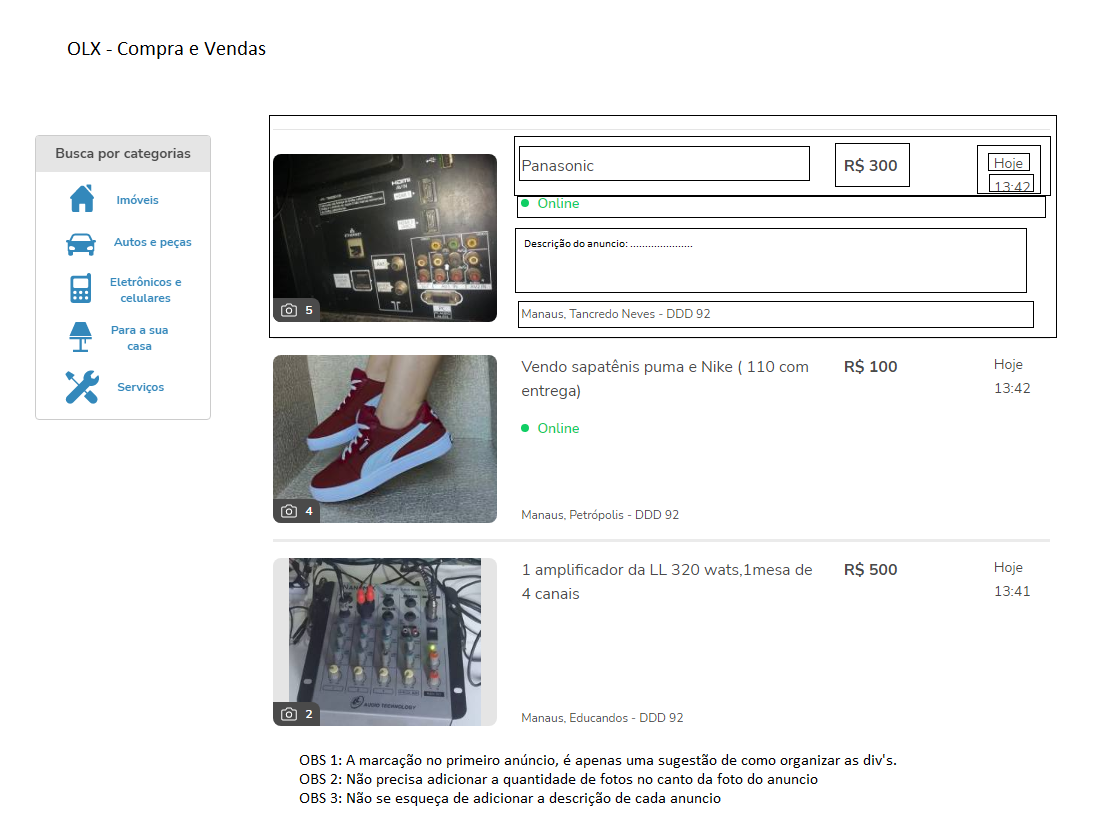 OLX - Compra e Vendas
Busca por categorias
Imóveis
Autos e peças
Eletrônicos e
celulares
Para a sua
casa
Serviços
HDMI
ETHERNET
5
Panasonic
R$ 300
Hoje
13:42
Online
Descrição do anuncio: .....................
Manaus, Tancredo Neves - DDD 92
4
Vendo sapatênis puma e Nike ( 110 com
entrega)
R$ 100
Hoje
13:42
Online
Manaus, Petrópolis - DDD 92
AUDIO TECHNOLOGY
2
1 amplificador da LL 320 wats,1mesa de
4 canais
R$ 500
Hoje
13:41
Manaus, Educandos - DDD 92
OBS 1: A marcação no primeiro anúncio, é apenas uma sugestão de como organizar as div's.
OBS 2: Não precisa adicionar a quantidade de fotos no canto da foto do anuncio
OBS 3: Não se esqueça de adicionar a descrição de cada anuncio